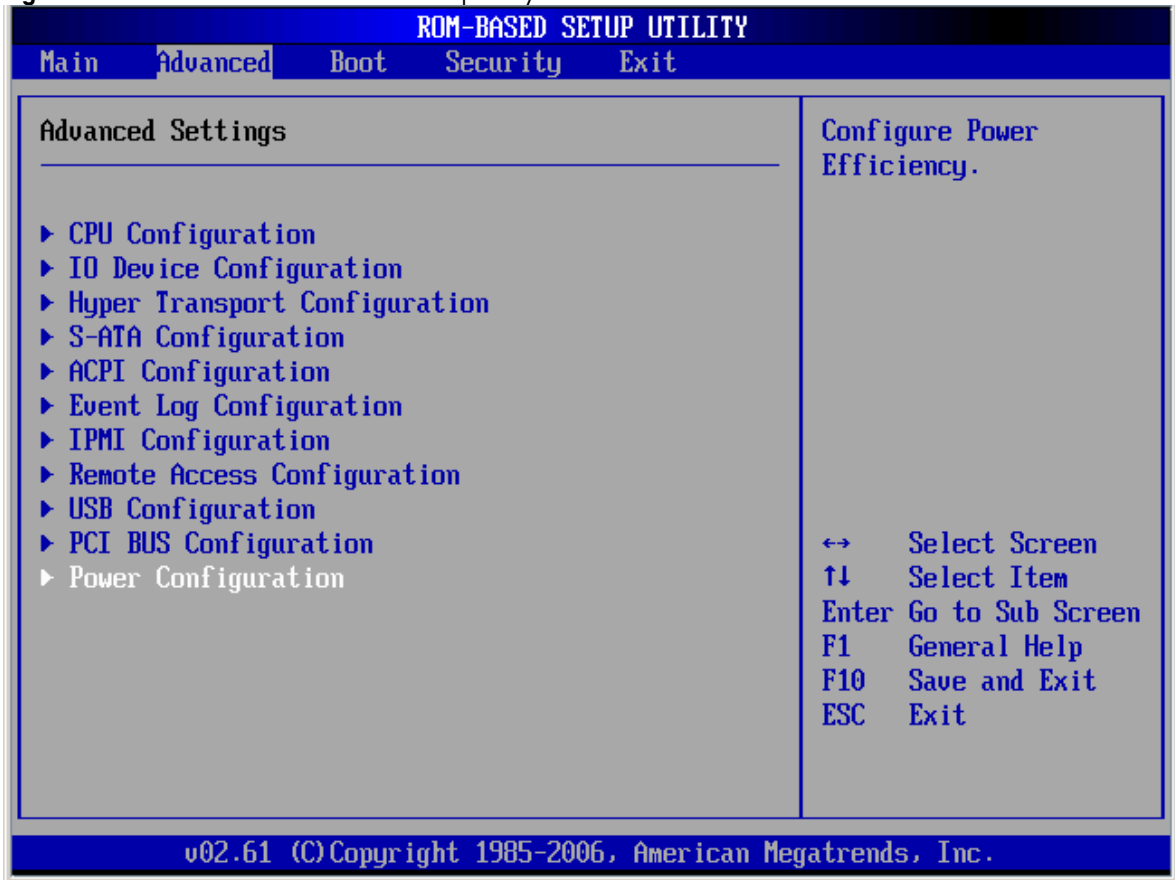 ROM-BASED SETUP UTILITY
Main Advanced Boot Security Exit
Advanced Settings
▶ CPU Configuration
▶ IO Device Configuration
▶ Hyper Transport Configuration
▶ S-ATA Configuration
▶ ACPI Configuration
▶ Event Log Configuration
▶ IPMI Configuration
▶ Remote Access Configuration
▶ USB Configuration
▶ PCI BUS Configuration
▶ Power Configuration
Configure Power
Efficiency.
↔ Select Screen
↑↓ Select Item
Enter Go to Sub Screen
F1 General Help
F10 Save and Exit
ESC Exit
v02.61 (C)Copyright 1985-2006, American Megatrends, Inc.